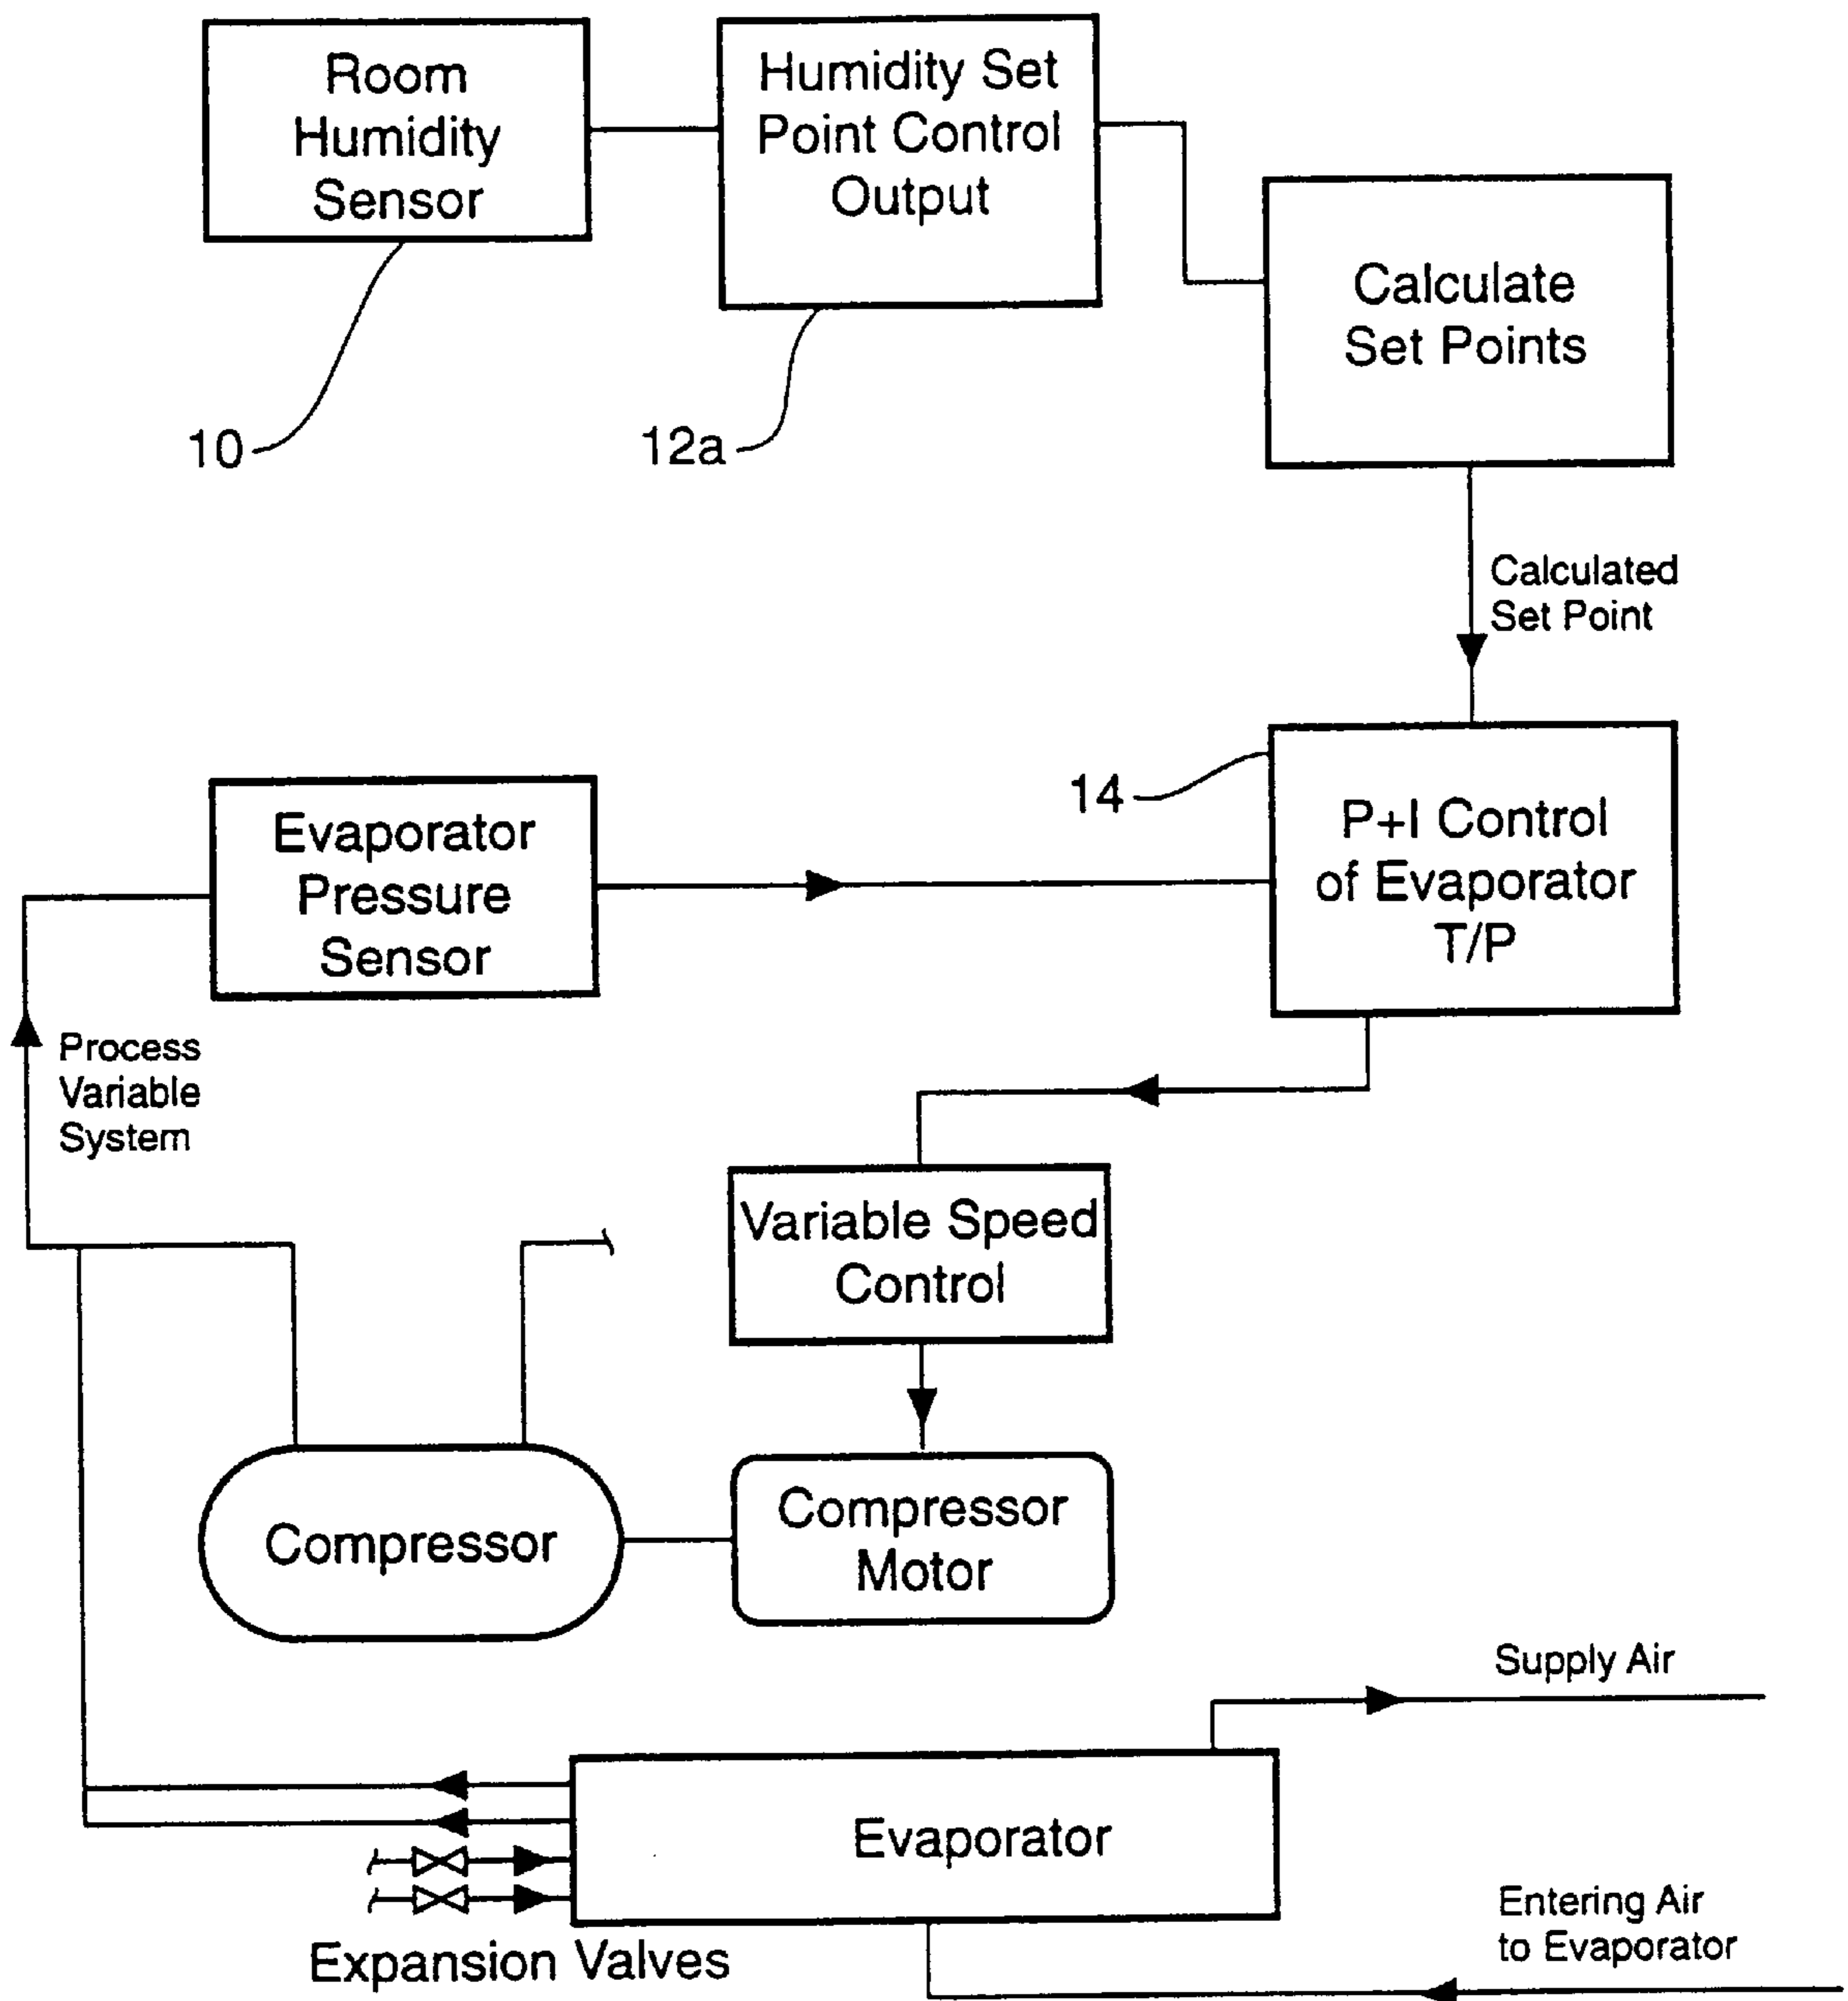 Room
Humidity
Sensor
Humidity Set
Point Control
Output
Calculate
Set Points
10
12a
Calculated
Set Point
14
P+I Control
of Evaporator
T/P
Evaporator
Pressure
Sensor
Process
Variable
System
Variable Speed
Control
Compressor
Compressor
Motor
Supply Air
Evaporator
Expansion Valves
Entering Air
to Evaporator